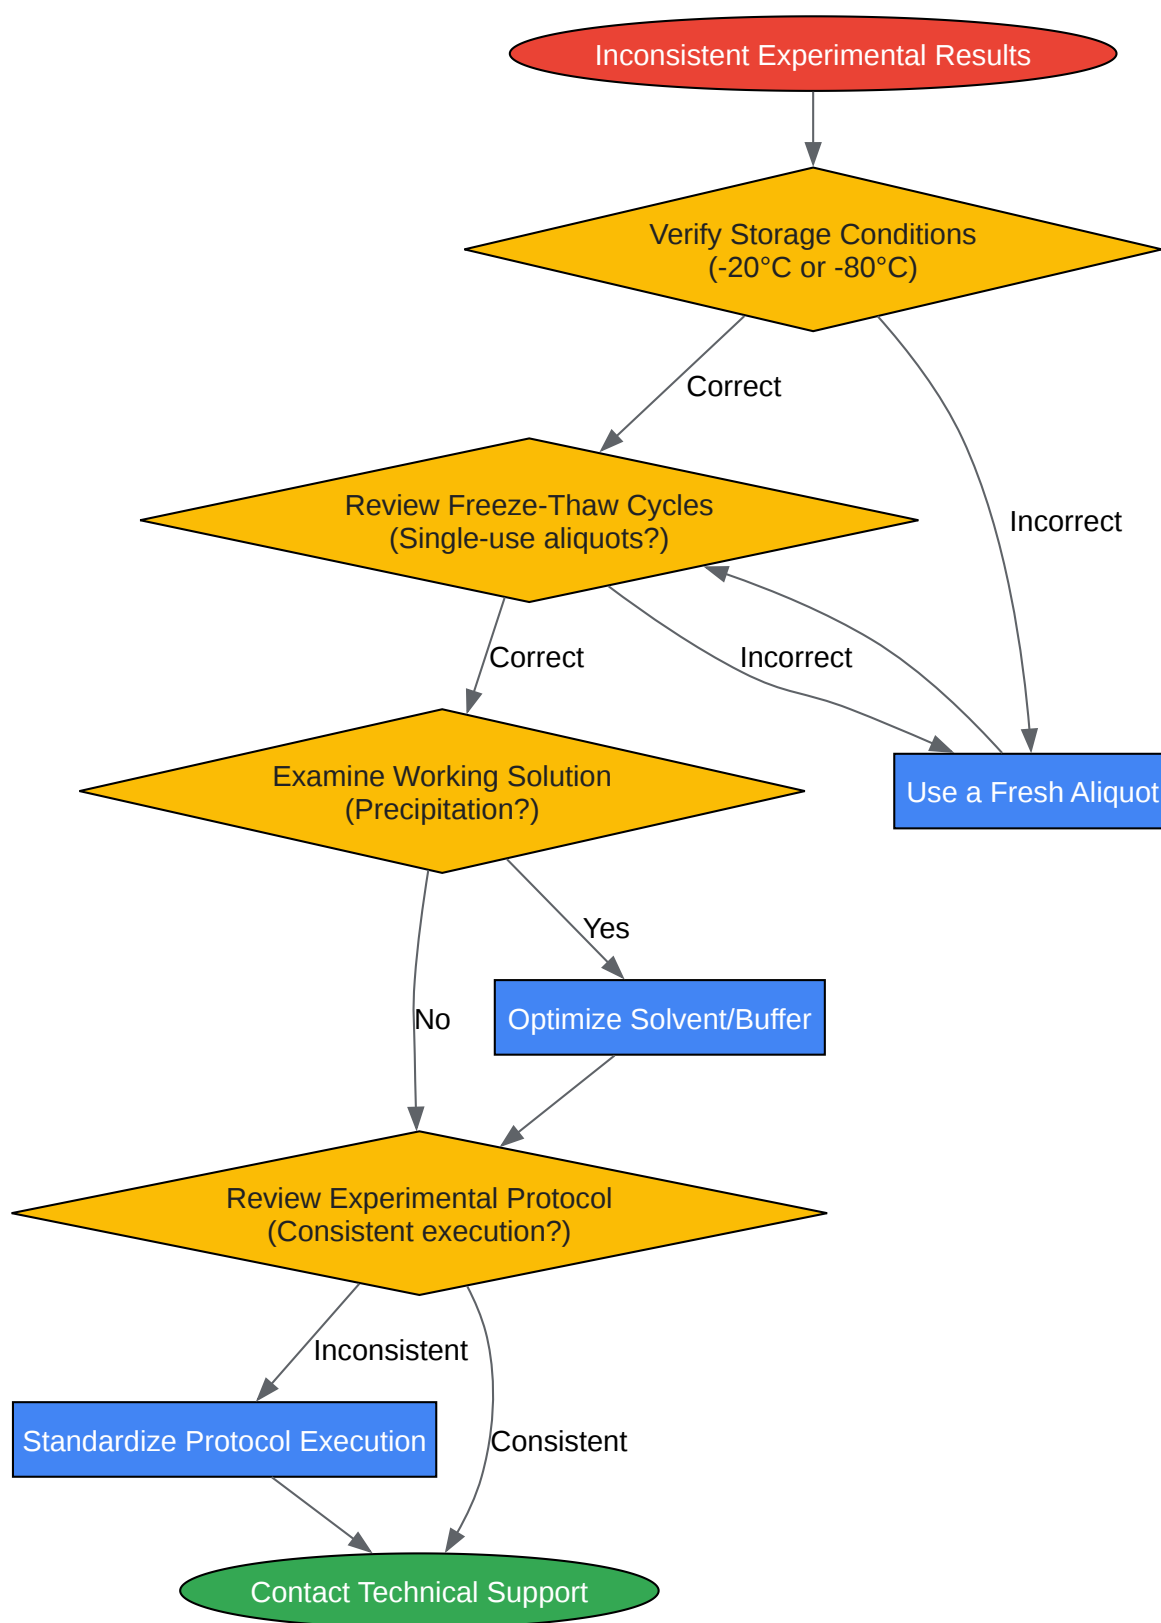 Inconsistent Experimental Results
Verify Storage Conditions
(-20°C or -80°C)
Correct
Incorrect
Review Freeze-Thaw Cycles
(Single-use aliquots?)
Correct
Incorrect
Examine Working Solution
(Precipitation?)
Use a Fresh Aliquot
Yes
No
Optimize Solvent/Buffer
Review Experimental Protocol
(Consistent execution?)
Inconsistent
Standardize Protocol Execution
Consistent
Contact Technical Support